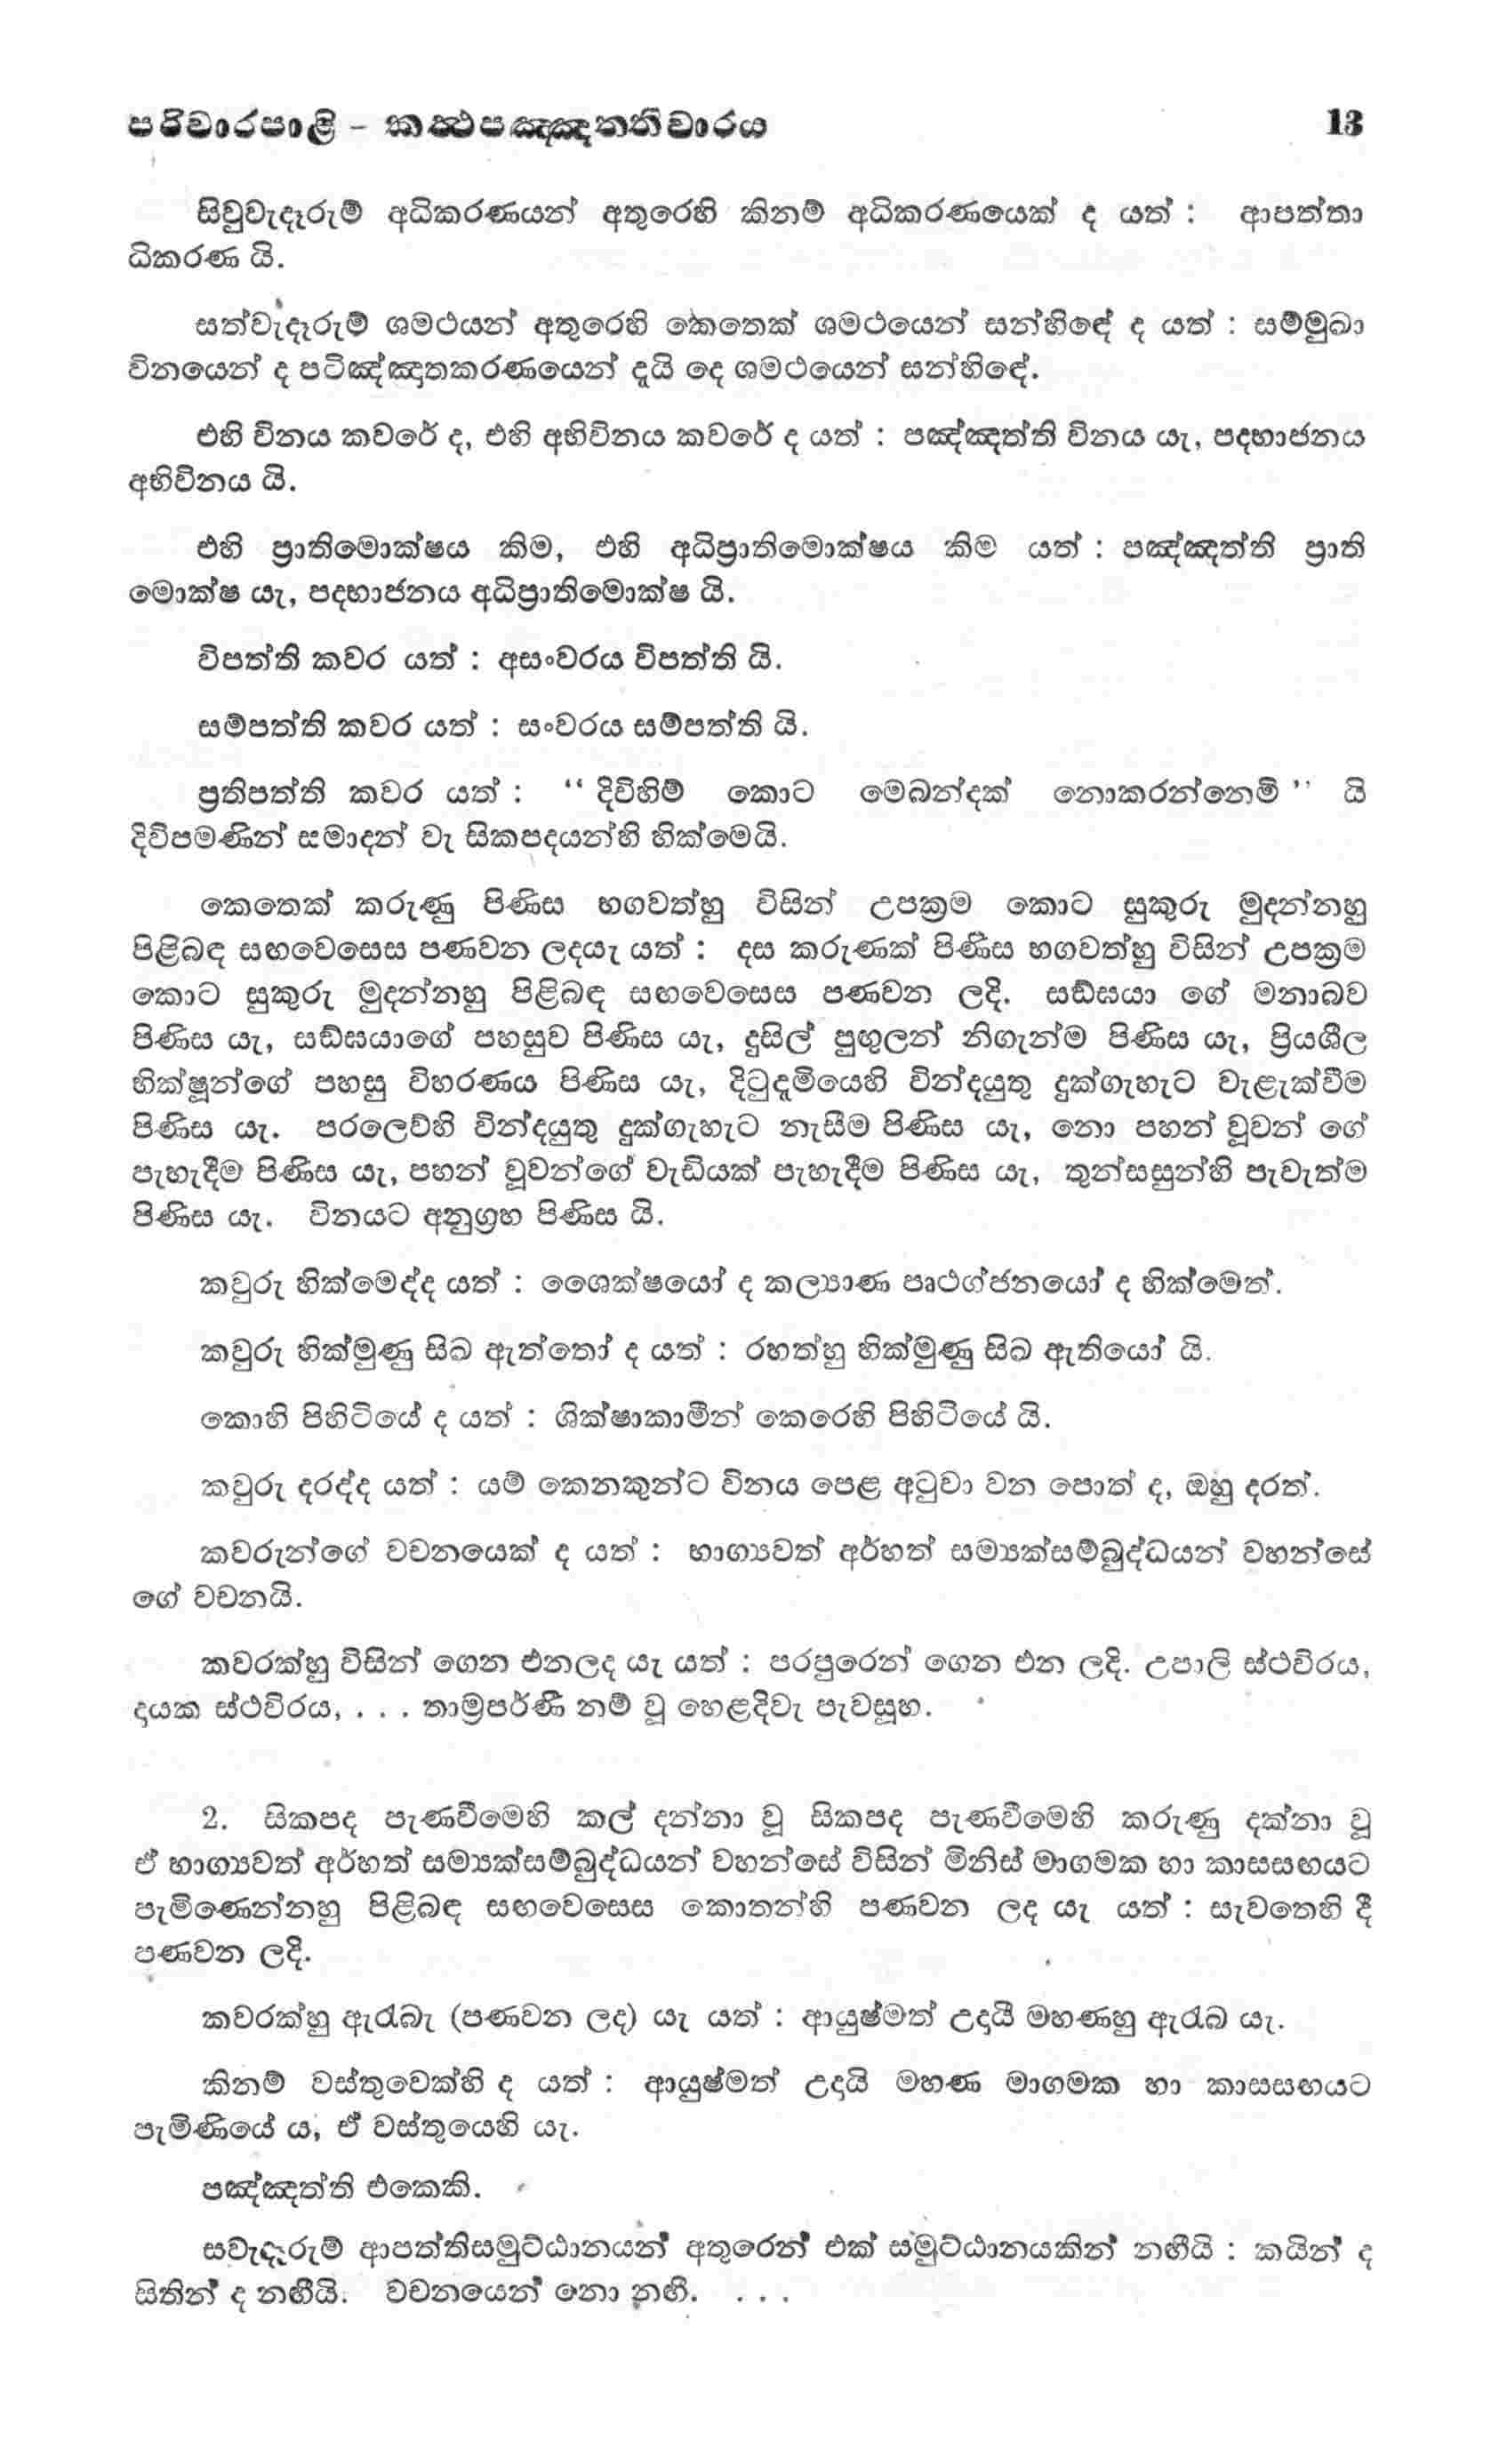 පරිවාරපාළි - කත්‍ථපඤ්ඤත්තිවාරය 13
සිවුවැදෑරුම් අධිකරණයන් අතුරෙහි කිනම් අධිකරණයෙක් ද යත් : ආපත්තා
ධිකරණ යි.
සත්වැදෑරුම් ශමථයන් අතුරෙහි කෙතෙක් ශමථයෙන් සන්හිඳේ ද යත් : සම්මුඛා
විනයෙන් ද පටිඤ්ඤාතකරණයෙන් දැයි දෙ ශමථයෙන් සන්හිඳේ.
එහි විනය කවරේ ද, එහි අභිවිනය කවරේ ද යත් : පඤ්ඤත්ති විනය යැ, පදභාජනය
අභිවිනය යි.
එහි ප්‍රාතිමොක්ෂය කිම, එහි අධිප්‍රාතිමොක්ෂය කිම යත් : පඤ්ඤත්ති ප්‍රාති
මොක්ෂ යැ, පදභාජනය අධිප්‍රාතිමොක්ෂ යි.
විපත්ති කවර යත් : අසංවරය විපත්ති යි.
සම්පත්ති කවර යත් : සංවරය සම්පත්ති යි.
ප්‍රතිපත්ති කවර යත් : “ දිවිහිම් කොට මෙබන්දක් නොකරන්නෙමි ” යි
දිවිපමණින් සමාදන් වැ සිකපදයන්හි හික්මෙයි.
කෙතෙක් කරුණු පිණිස භගවත්හු විසින් උපක්‍රම කොට සුකුරු මුදන්නහු
පිළිබඳ සඟවෙසෙස පණවන ලදයැ යත් : දස කරුණක් පිණිස භගවත්හු විසින් උපක්‍රම
කොට සුකුරු මුදන්නහු පිළිබඳ සඟවෙසෙස පණවන ලදි. සඞ්ඝයා ගේ මනාබව
පිණිස යැ, සඞ්ඝයාගේ පහසුව පිණිස යැ, දුසිල් පුඟුලන් නිගැන්ම පිණිස යැ, ප්‍රියශීල
භික්ෂූන්ගේ පහසු විහරණය පිණිස යැ, දිටුදැමියෙහි වින්දයුතු දුක්ගැහැට වැළැක්වීම
පිණිස යැ. පරලෙව්හි වින්දයුතු දුක්ගැහැට නැසීම පිණිස යැ, නො පහන් වූවන් ගේ
පැහැදීම පිණිස යැ, පහන් වූවන්ගේ වැඩියක් පැහැදීම පිණිස යැ, තුන්සසුන්හි පැවැත්ම
පිණිස යැ. විනයට අනුග්‍රහ පිණිස යි.
කවුරු හික්මෙද්ද යත් : ශෛක්ෂයෝ ද කල්‍යාණ පෘථග්ජනයෝ ද හික්මෙත්.
කවුරු හික්මුණු සිඛ ඇත්තෝ ද යත් : රහත්හු හික්මුණු සිඛ ඇතියෝ යි.
කොහි පිහිටියේ ද යත් : ශික්ෂාකාමීන් කෙරෙහි පිහිටියේ යි.
කවුරු දරද්ද යත් : යම් කෙනකුන්ට විනය පෙළ අටුවා වන පොත් ද, ඔහු දරත්.
කවරුන්ගේ වචනයෙක් ද යත් : භාග්‍යවත් අර්හත් සම්‍යක්සම්බුද්ධයන් වහන්සේ
ගේ වචනයි.
කවරක්හු විසින් ගෙන එනලද යැ යත් : පරපුරෙන් ගෙන එන ලදි. උපාලි ස්ථවිරය,
දායක ස්ථවිරය, . . . තාම්‍රපර්ණී නම් වූ හෙළදිවැ පැවසූහ.
2. සිකපද පැණවීමෙහි කල් දන්නා වූ සිකපද පැණවීමෙහි කරුණු දක්නා වූ
ඒ භාග්‍යවත් අර්හත් සම්‍යක්සම්බුද්ධයන් වහන්සේ විසින් මිනිස් මාගමක හා කාසසඟයට
පැමිණෙන්නහු පිළිබඳ සඟවෙසෙස කොතන්හි පණවන ලද යැ යත් : සැවතෙහි දී
පණවන ලදි.
කවරක්හු ඇරැබැ (පණවන ලද) යැ යත් : ආයුෂ්මත් උදායී මහණහු ඇරැබ යැ.
කිනම් වස්තුවෙක්හි ද යත් : ආයුෂ්මත් උදායි මහණ මාගමක හා කාසසඟයට
පැමිණියේ ය, ඒ වස්තුයෙහි යැ.
පඤ්ඤත්ති එකෙකි.
සවැදෑරුම් ආපත්තිසමුට්ඨානයන් අතුරෙන් එක් සමුට්ඨානයකින් නඟීයි : කයින් ද
සිතින් ද නඟීයි. වචනයෙන් නො නඟී. . . .